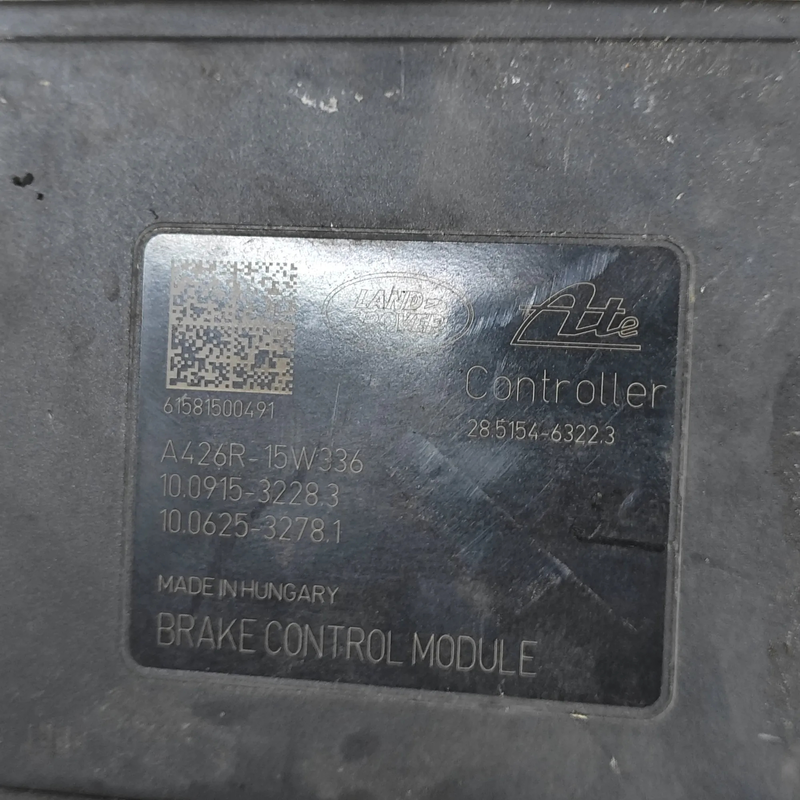 LAND-
ROVER
Ate
61581500491
Controller
28.5154-6322.3
A426R-15W336
10.0915-3228.3
10.0625-3278.1
MADE IN HUNGARY
BRAKE CONTROL MODULE